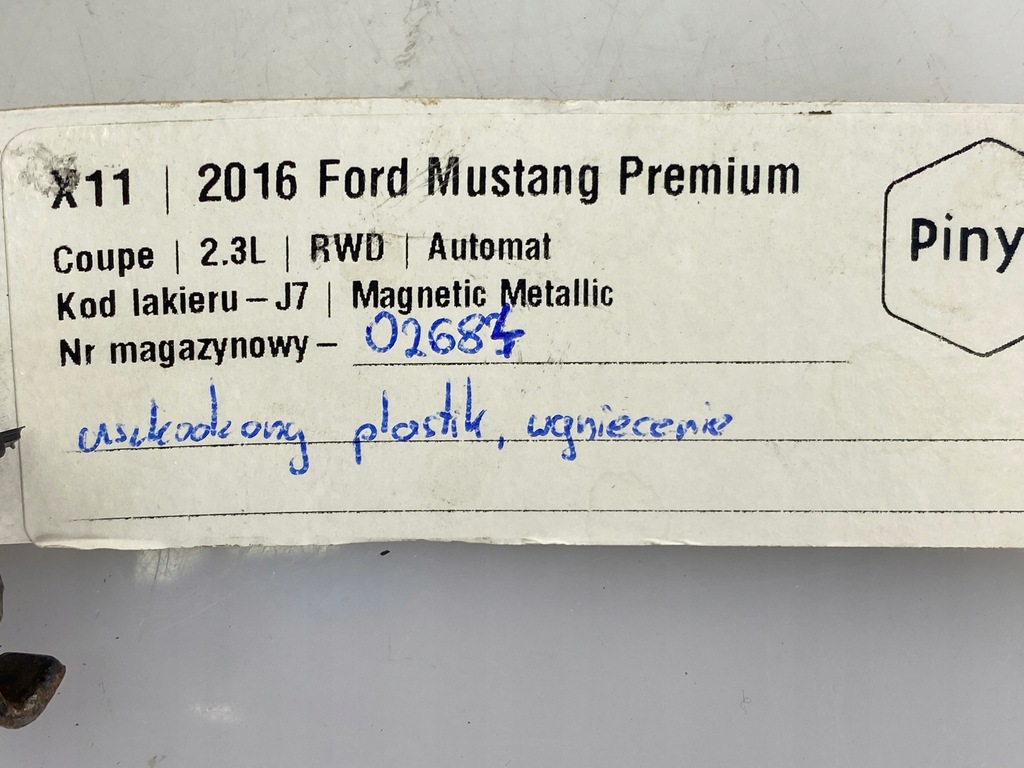 X11 | 2016 Ford Mustang Premium
Coupe | 2.3L | RWD | Automat
Kod lakieru – J7 | Magnetic Metallic
Nr magazynowy –
uszkodzony plastik, wgniecenie
Piny